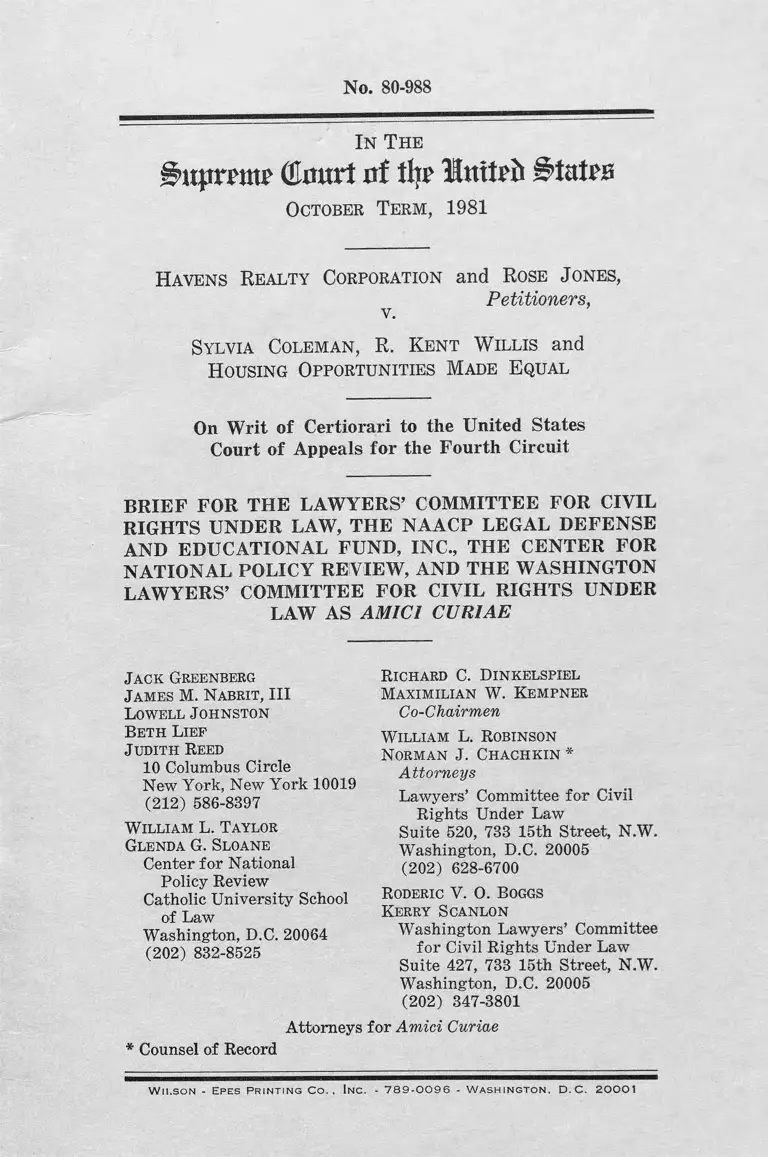 No. 80-988
IN THE
Supreme Court of the United States
OCTOBER TERM, 1981
HAVENS REALTY CORPORATION and ROSE JONES,
Petitioners,
v.
SYLVIA COLEMAN, R. KENT WILLIS and
HOUSING OPPORTUNITIES MADE EQUAL
On Writ of Certiorari to the United States
Court of Appeals for the Fourth Circuit
BRIEF FOR THE LAWYERS' COMMITTEE FOR CIVIL
RIGHTS UNDER LAW, THE NAACP LEGAL DEFENSE
AND EDUCATIONAL FUND, INC., THE CENTER FOR
NATIONAL POLICY REVIEW, AND THE WASHINGTON
LAWYERS' COMMITTEE FOR CIVIL RIGHTS UNDER
LAW AS AMICI CURIAE
JACK GREENBERG
JAMES M. NABRIT, III
LOWELL JOHNSTON
BETH LIEF
JUDITH REED
10 Columbus Circle
New York, New York 10019
(212) 586-8397
WILLIAM L. TAYLOR
GLENDA G. SLOANE
Center for National
Policy Review
Catholic University School
of Law
Washington, D.C. 20064
(202) 832-8525
RICHARD C. DINKELSPIEL
MAXIMILIAN W. KEMPNER
Co-Chairmen
WILLIAM L. ROBINSON
NORMAN J. CHACHKIN *
Attorneys
Lawyers' Committee for Civil
Rights Under Law
Suite 520, 733 15th Street, N.W.
Washington, D.C. 20005
(202) 628-6700
RODERIC V. O. BOGGS
KERRY SCANLON
Washington Lawyers' Committee
for Civil Rights Under Law
Suite 427, 733 15th Street, N.W.
Washington, D.C. 20005
(202) 347-3801
Attorneys for Amici Curiae
* Counsel of Record
WILSON - EPES PRINTING CO., INC. - 789-0096 - WASHINGTON, D.C. 20001